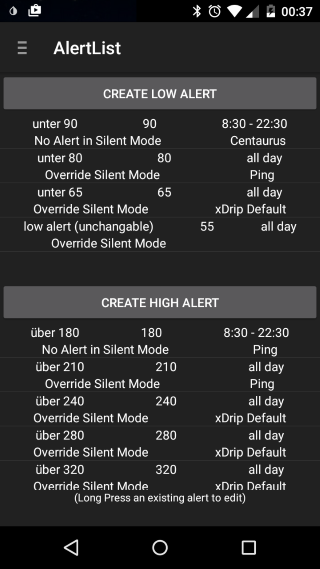 00:37
AlertList
CREATE LOW ALERT
unter 90 90 8:30 - 22:30
No Alert in Silent Mode Centaurus
unter 80 80 all day
Override Silent Mode Ping
unter 65 65 all day
Override Silent Mode xDrip Default
low alert (unchangable) 55 all day
Override Silent Mode
CREATE HIGH ALERT
über 180 180 8:30 - 22:30
No Alert in Silent Mode Ping
über 210 210 all day
Override Silent Mode Ping
über 240 240 all day
Override Silent Mode xDrip Default
über 280 280 all day
Override Silent Mode xDrip Default
über 320 320 all day
Override Silent Mode xDrip Default
(Long Press an existing alert to edit)